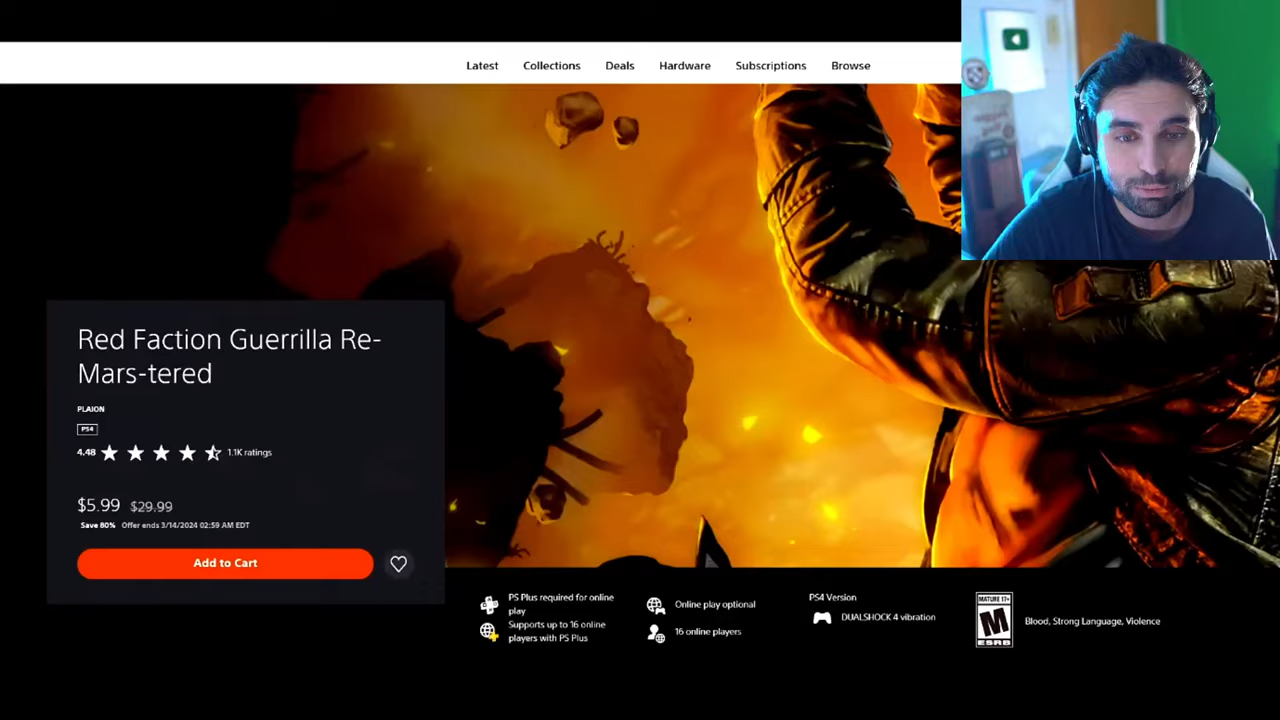 Latest Collections Deals Hardware Subscriptions Browse
Red Faction Guerrilla Re-
Mars-tered
PLAION
PS4
4.48 1.1K ratings
$5.99 $29.99
Save 80% Offer ends 3/14/2024 02:59 AM EDT
Add to Cart
PS Plus required for online
play
Supports up to 16 online
players with PS Plus
Online play optional
16 online players
PS4 Version
DUALSHOCK 4 vibration
MATURE 17+
M
ESRB
Blood, Strong Language, Violence